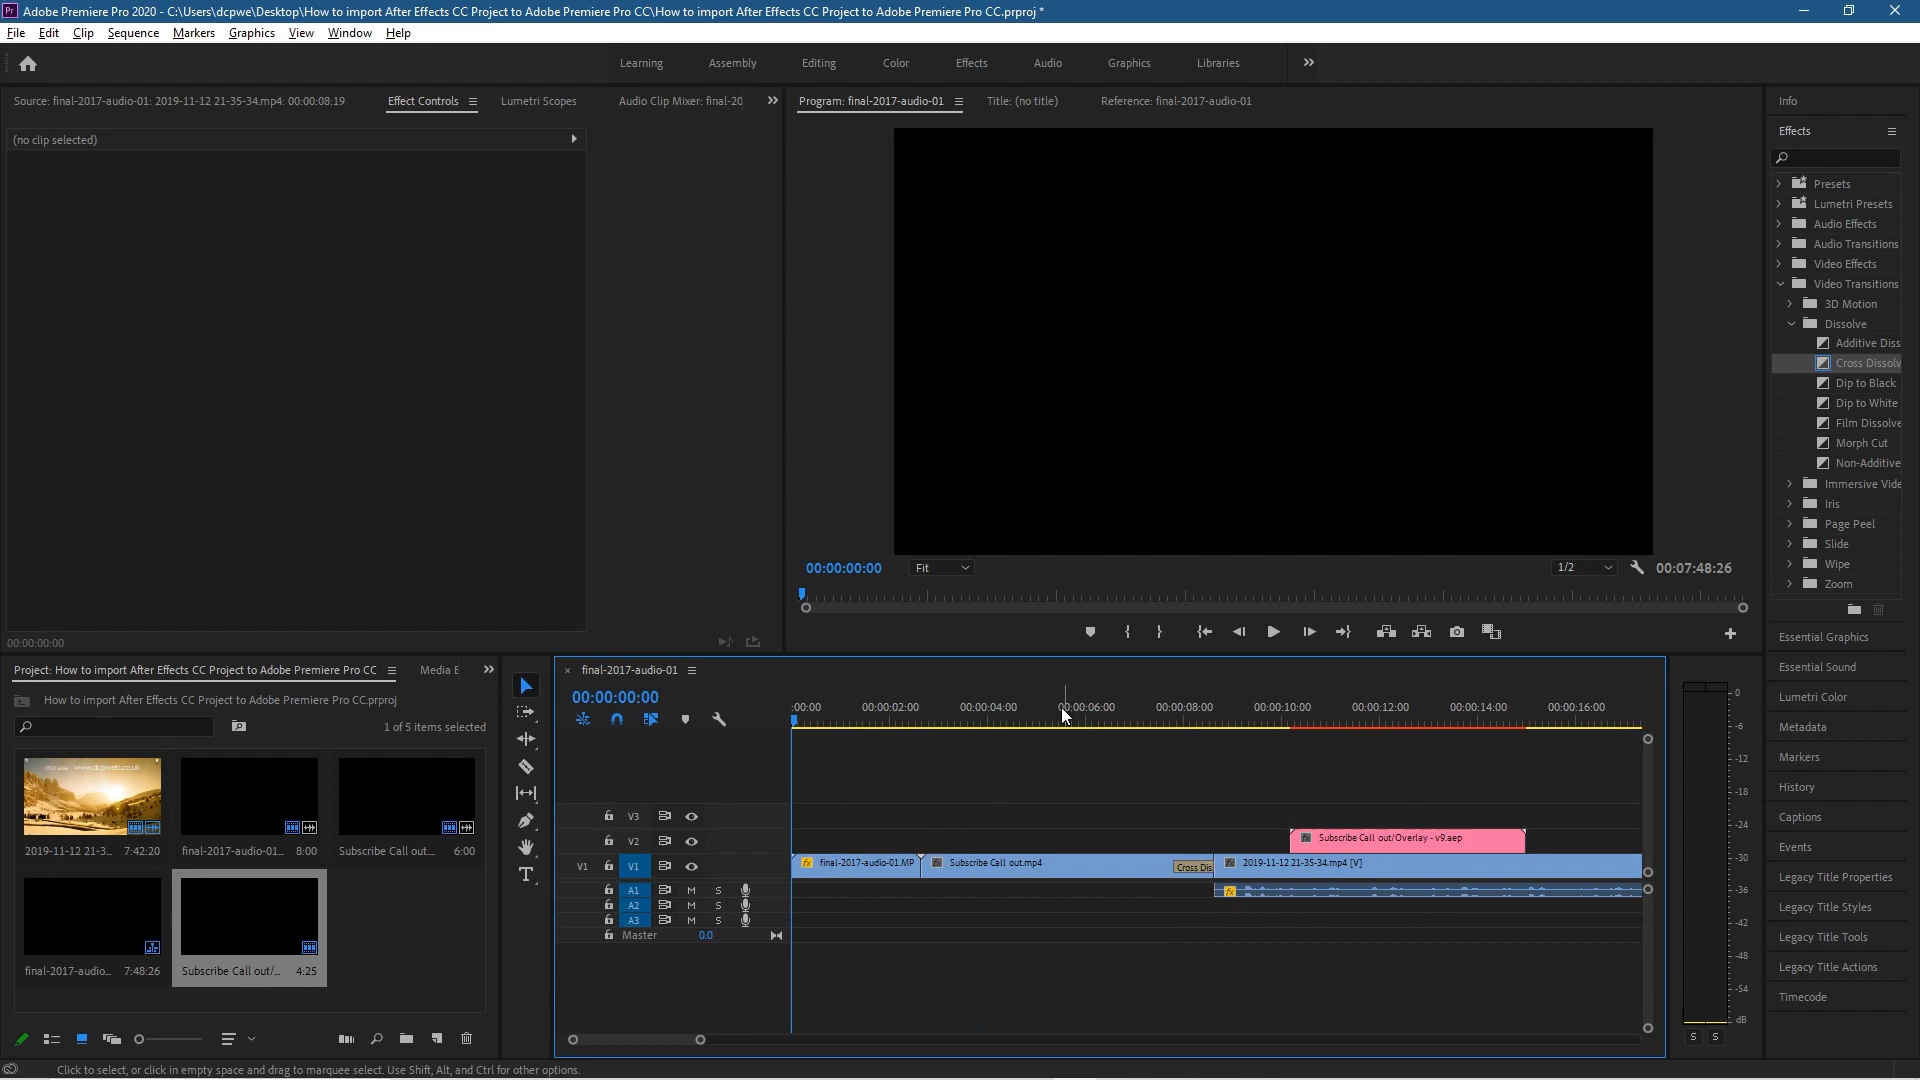 Pr Adobe Premiere Pro 2020 - C:\Users\dcpwe\Desktop\How to import After Effects CC Project to Adobe Premiere Pro CC\How to import After Effects CC Project to Adobe Premiere Pro CC.prproj *
File Edit Clip Sequence Markers Graphics View Window Help
Learning Assembly Editing Color Effects Audio Graphics Libraries
Source: final-2017-audio-01: 2019-11-12 21-35-34.mp4: 00:00:08:19 Effect Controls Lumetri Scopes Audio Clip Mixer: final-20
Program: final-2017-audio-01 Title: (no title) Reference: final-2017-audio-01
(no clip selected)
00:00:00:00
00:00:00:00 Fit 1/2 00:07:48:26
Info
Effects
Presets
Lumetri Presets
Audio Effects
Audio Transitions
Video Effects
Video Transitions
3D Motion
Dissolve
Additive Diss
Cross Dissolv
Dip to Black
Dip to White
Film Dissolve
Morph Cut
Non-Additive
Immersive Vide
Iris
Page Peel
Slide
Wipe
Zoom
Essential Graphics
Essential Sound
Lumetri Color
Metadata
Markers
History
Captions
Events
Legacy Title Properties
Legacy Title Styles
Legacy Title Tools
Legacy Title Actions
Timecode
Project: How to import After Effects CC Project to Adobe Premiere Pro CC Media E
How to import After Effects CC Project to Adobe Premiere Pro CC.prproj
1 of 5 items selected
www.dcpweb.co.uk
2019-11-12 21-3... 7:42:20 final-2017-audio-01... 8:00 Subscribe Call out.... 6:00
final-2017-audio... 7:48:26 Subscribe Call out/... 4:25
final-2017-audio-01
00:00:00:00
:00:00 00:00:02:00 00:00:04:00 00:00:06:00 00:00:08:00 00:00:10:00 00:00:12:00 00:00:14:00 00:00:16:00
V3
V2 Subscribe Call out/Overlay - v9.aep
V1 V1 fx final-2017-audio-01.MP fx Subscribe Call out.mp4 Cross Dis fx 2019-11-12 21-35-34.mp4 [V]
A1 M S fx
A2 M S
A3 M S
Master 0.0
0
-6
-12
-18
-24
-30
-36
-42
-48
-54
dB
S S
Click to select, or click in empty space and drag to marquee select. Use Shift, Alt, and Ctrl for other options.